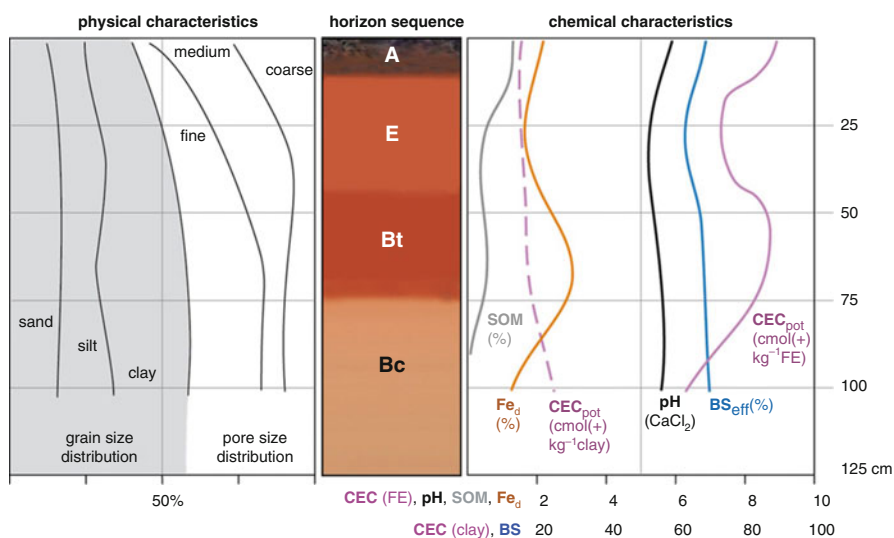 physical characteristics
horizon sequence
chemical characteristics
medium
coarse
fine
sand
silt
clay
grain size
distribution
pore size
distribution
50%
A
E
Bt
Bc
SOM
(%)
Fed
(%)
CECpot
(cmol(+)
kg⁻¹clay)
pH
(CaCl₂)
BSeff(%)
CECpot
(cmol(+)
kg⁻¹FE)
25
50
75
100
125 cm
CEC (FE), pH, SOM, Fed 2 4 6 8 10
CEC (clay), BS 20 40 60 80 100